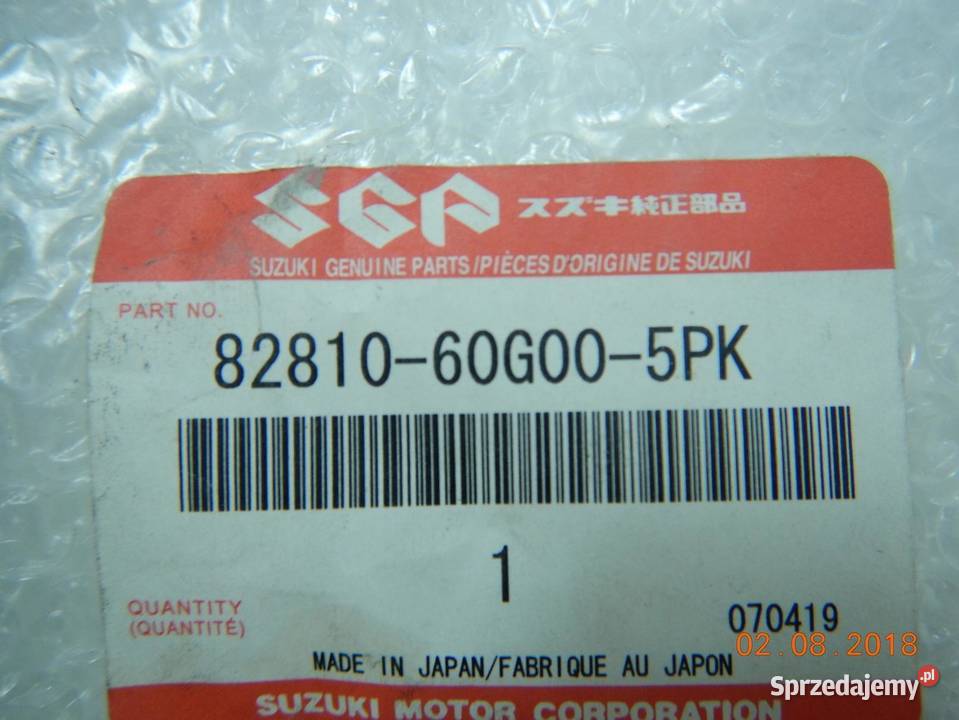 SGP スズキ純正部品
SUZUKI GENUINE PARTS/PIÈCES D'ORIGINE DE SUZUKI
PART NO.
82810-60G00-5PK
1
QUANTITY
(QUANTITÉ)
070419
02.08.2018
MADE IN JAPAN/FABRIQUE AU JAPON
SUZUKI MOTOR CORPORATION
Sprzedajemy.pl